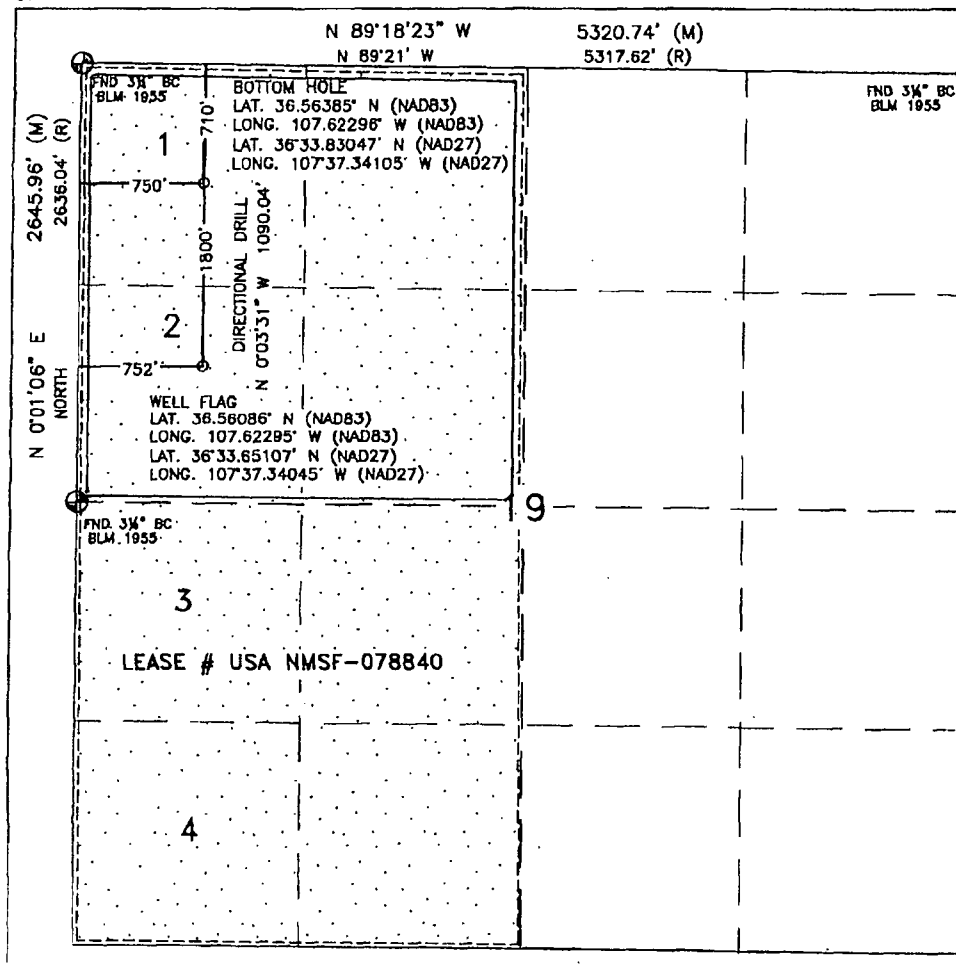 N 89°18'23" W 5320.74' (M)
N 89°21' W 5317.62' (R)
FND 3¼" BC
BLM 1955
FND 3¼" BC
BLM 1955
BOTTOM HOLE
LAT. 36.56385° N (NAD83)
LONG. 107.62296° W (NAD83)
LAT. 36°33.83047' N (NAD27)
LONG. 107°37.34105' W (NAD27)
710'
1
750'
2645.96' (M)
2636.04' (R)
1800'
DIRECTIONAL DRILL
N 0°03'31" W 1090.04'
2
752'
N 0°01'06" E
NORTH
WELL FLAG
LAT. 36.56086° N (NAD83)
LONG. 107.62295° W (NAD83)
LAT. 36°33.65107' N (NAD27)
LONG. 107°37.34045' W (NAD27)
9
FND 3¼" BC
BLM 1955
3
LEASE # USA NMSF-078840
4